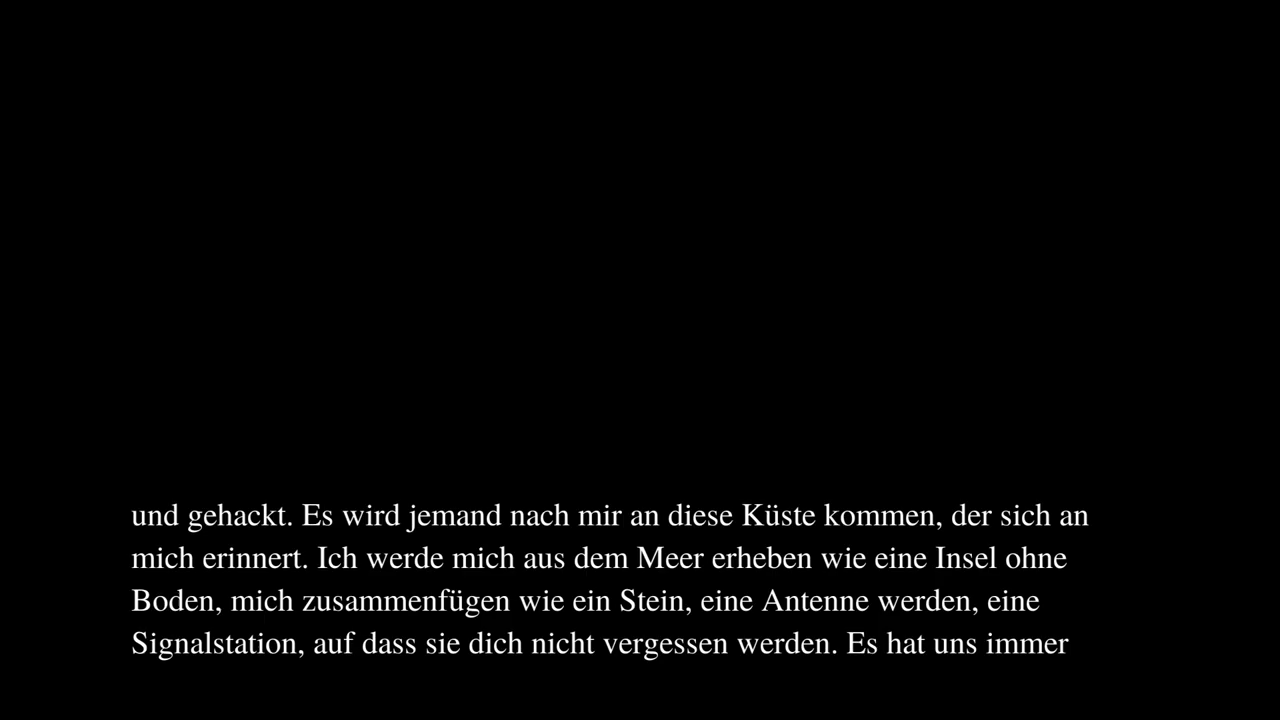 und gehackt. Es wird jemand nach mir an diese Küste kommen, der sich an
mich erinnert. Ich werde mich aus dem Meer erheben wie eine Insel ohne
Boden, mich zusammenfügen wie ein Stein, eine Antenne werden, eine
Signalstation, auf dass sie dich nicht vergessen werden. Es hat uns immer